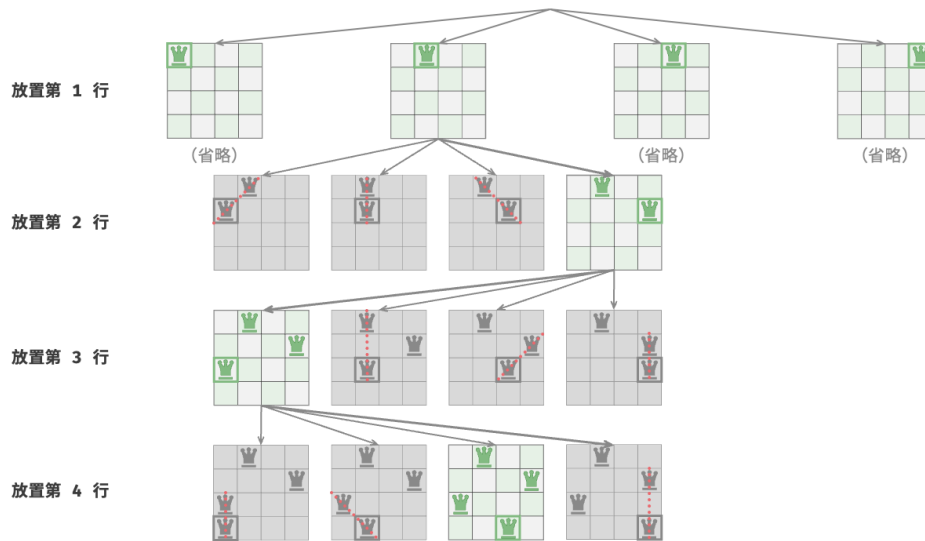 放置第 1 行
（省略）
（省略）
（省略）
放置第 2 行
放置第 3 行
放置第 4 行